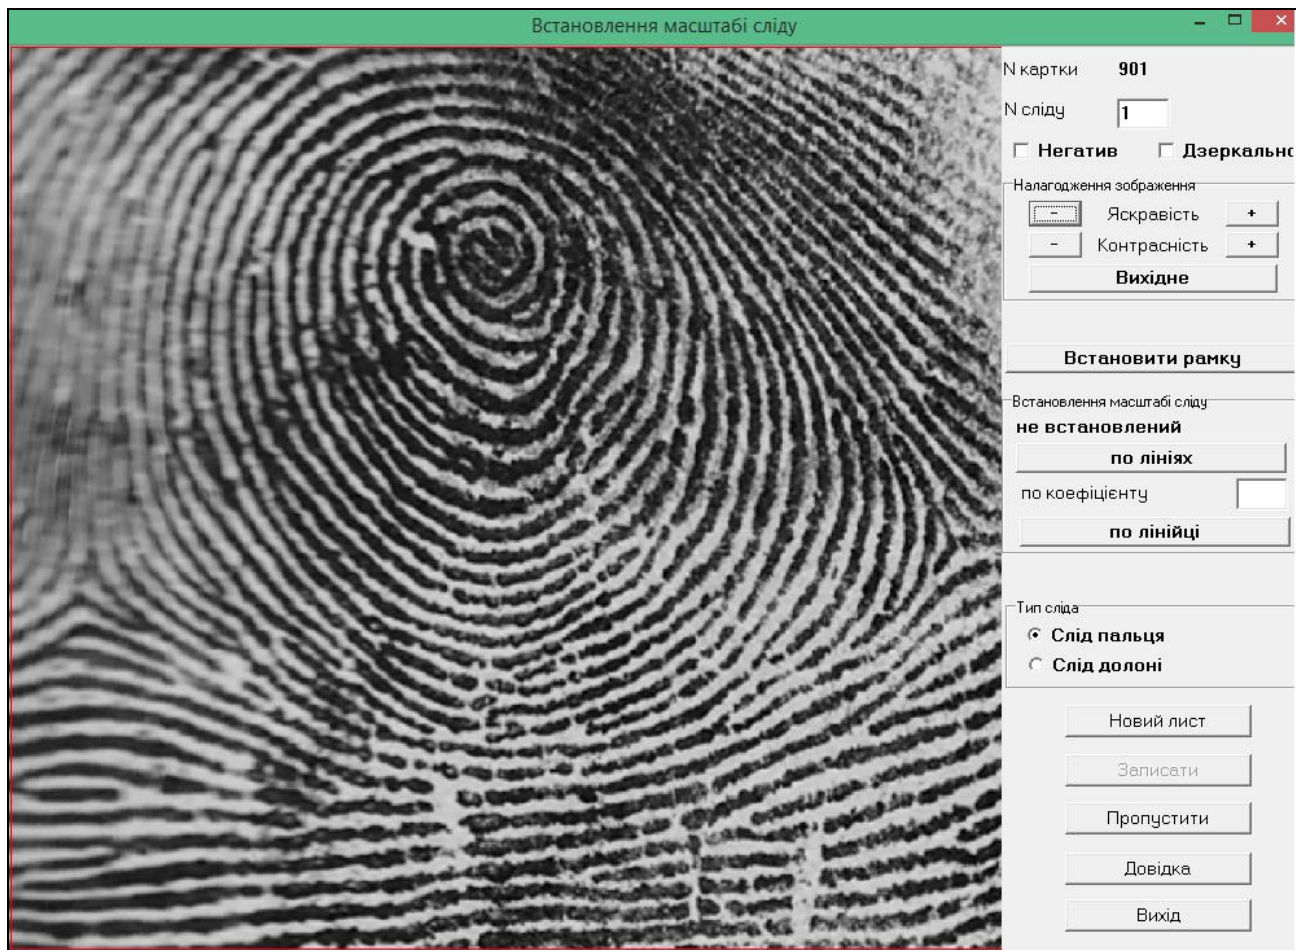 Встановлення масштабі сліду
N картки 901
N сліду 1
Негатив Дзеркально
Налагодження зображення
- Яскравість +
- Контрасність +
Вихідне
Встановити рамку
Встановлення масштабі сліду
не встановлений
по лініях
по коефіцієнту
по лінійці
Тип сліда
Слід пальця
Слід долоні
Новий лист
Записати
Пропустити
Довідка
Вихід